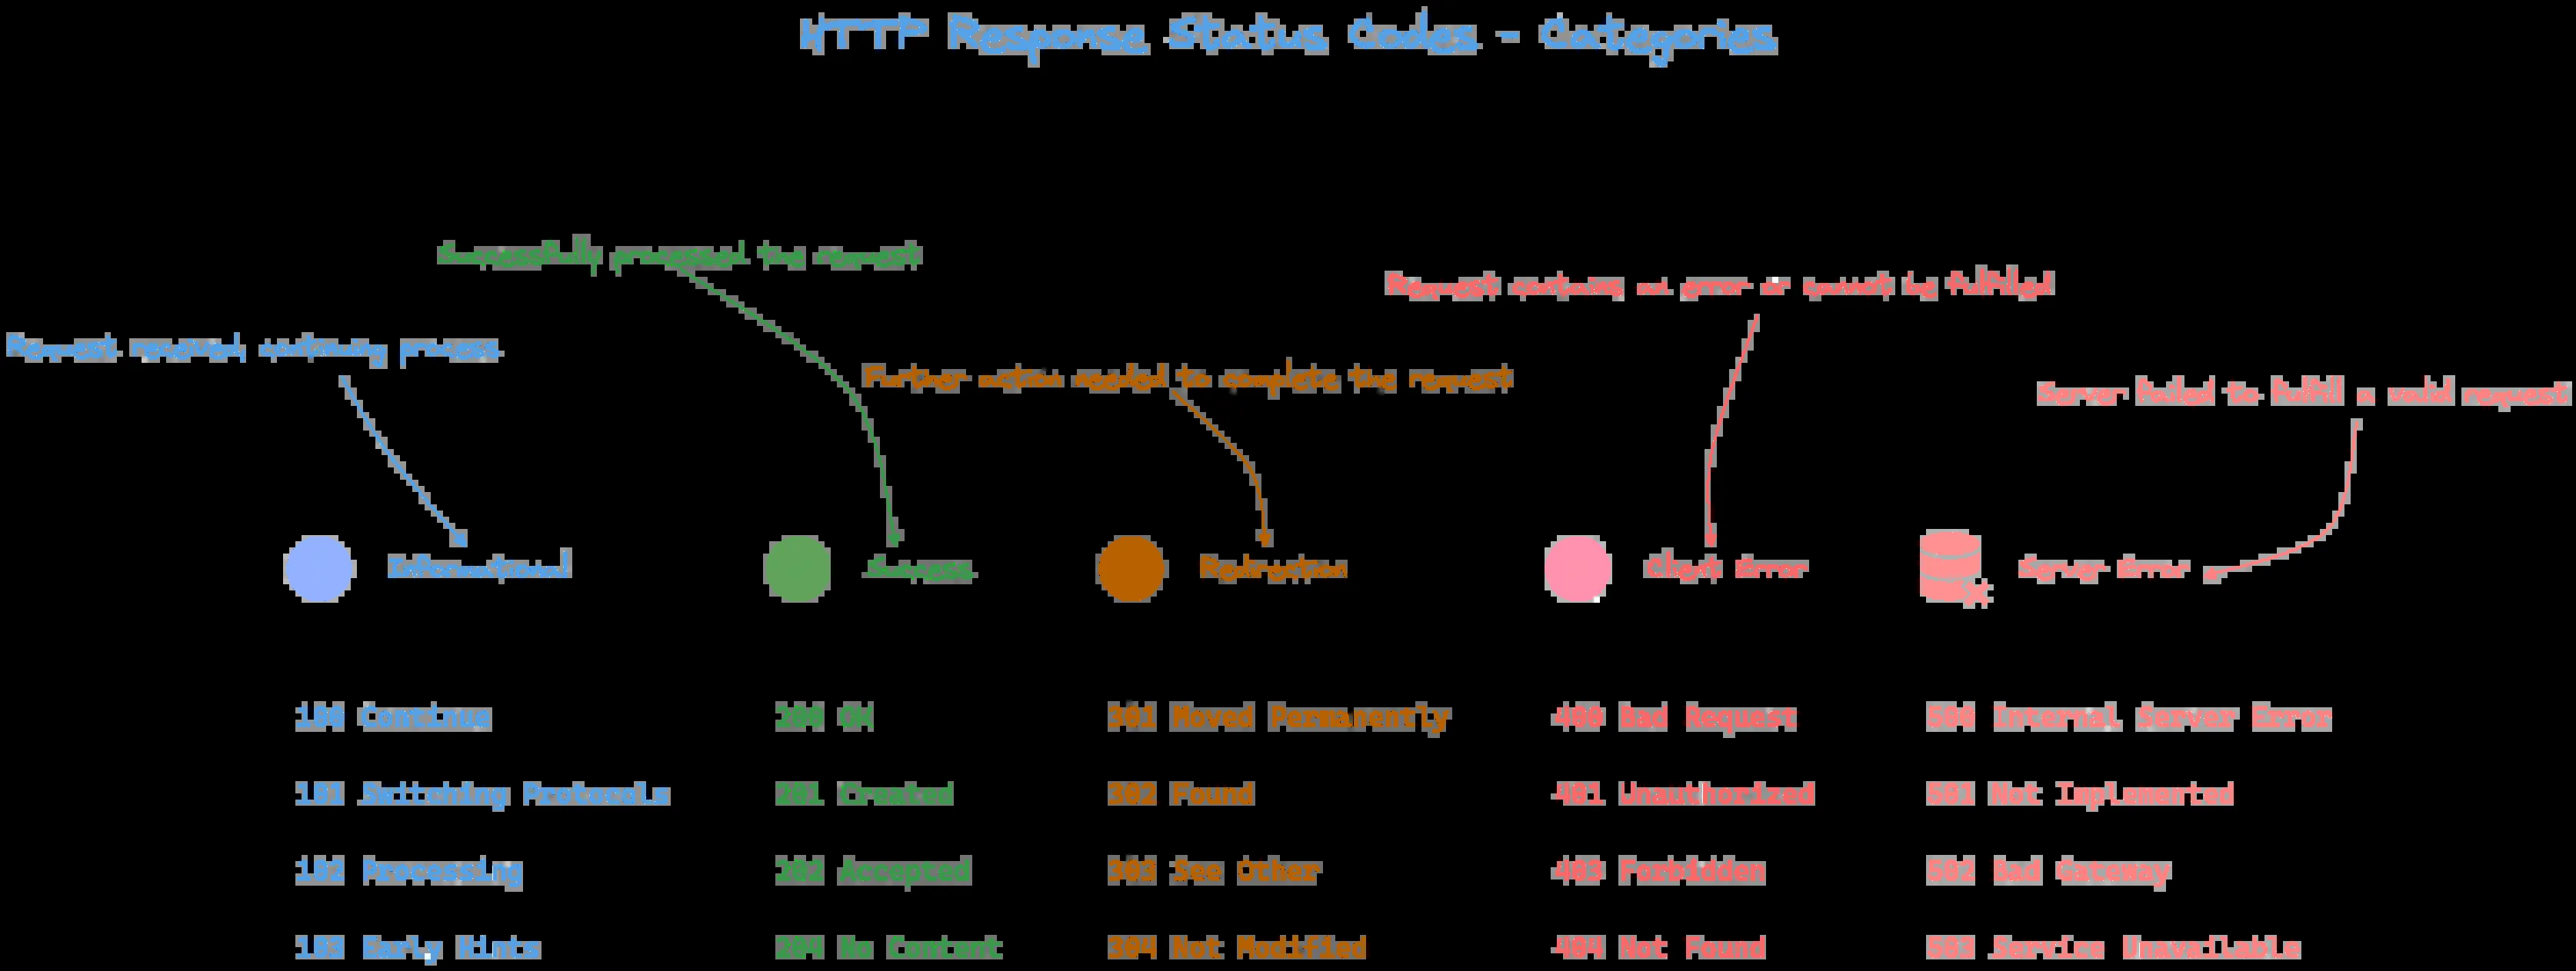 HTTP Response Status Codes - Categories
Successfully processed the request
Request contains an error or cannot be fulfilled
Request received, continuing process
Further action needed to complete the request
Server failed to fulfill a valid request
Informational
Success
Redirection
Client Error
Server Error
100 Continue
200 OK
301 Moved Permanently
400 Bad Request
500 Internal Server Error
101 Switching Protocols
201 Created
302 Found
401 Unauthorized
501 Not Implemented
102 Processing
202 Accepted
303 See Other
403 Forbidden
502 Bad Gateway
103 Early Hints
204 No Content
304 Not Modified
404 Not Found
503 Service Unavailable